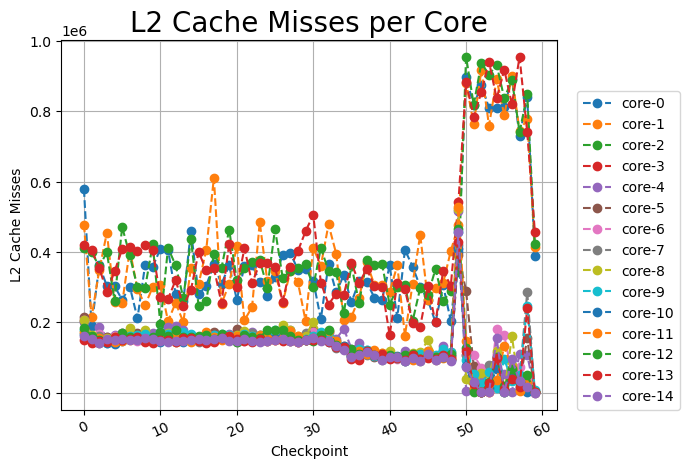 L2 Cache Misses per Core
1e6
1.0
0.8
0.6
0.4
0.2
0.0
L2 Cache Misses
0
10
20
30
40
50
60
Checkpoint
core-0
core-1
core-2
core-3
core-4
core-5
core-6
core-7
core-8
core-9
core-10
core-11
core-12
core-13
core-14